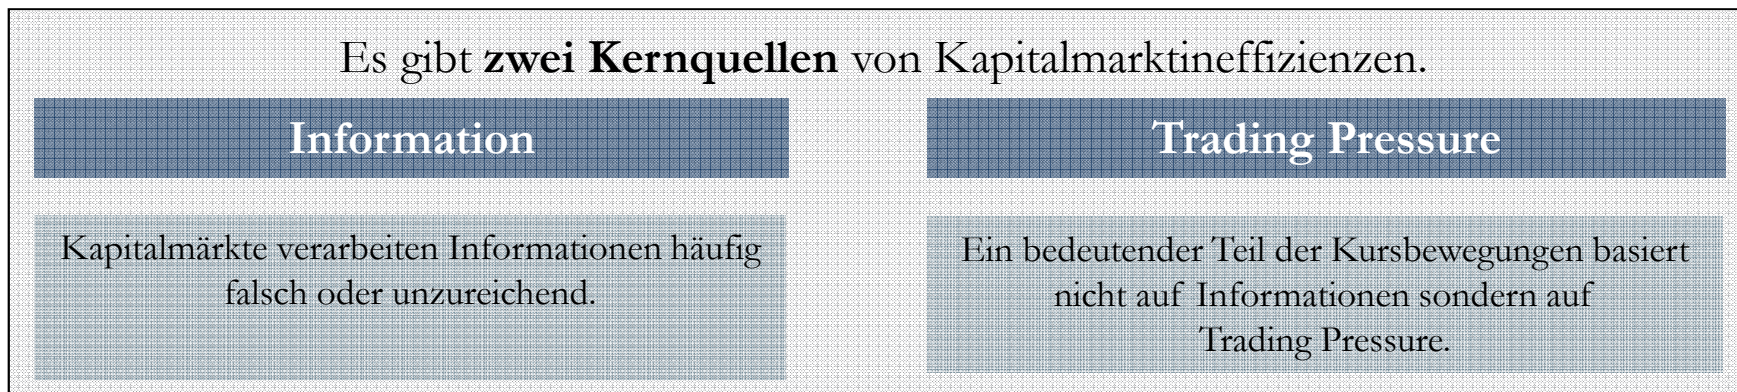 Es gibt zwei Kernquellen von Kapitalmarktineffizienzen.
Information
Kapitalmärkte verarbeiten Informationen häufig
falsch oder unzureichend.
Trading Pressure
Ein bedeutender Teil der Kursbewegungen basiert
nicht auf Informationen sondern auf
Trading Pressure.